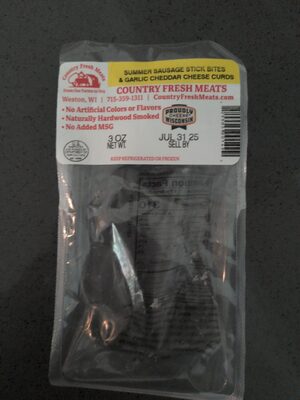 Country Fresh Meats
SUMMER SAUSAGE STICK BITES
& GARLIC CHEDDAR CHEESE CURDS
COUNTRY FRESH MEATS
Weston, WI | 715-359-1311 | CountryFreshMeats.com
• No Artificial Colors or Flavors
• Naturally Hardwood Smoked
• No Added MSG
PROUDLY
WISCONSIN
CHEESE
3 OZ
NET WT.
JUL 31 25
SELL BY
KEEP REFRIGERATED OR FROZEN